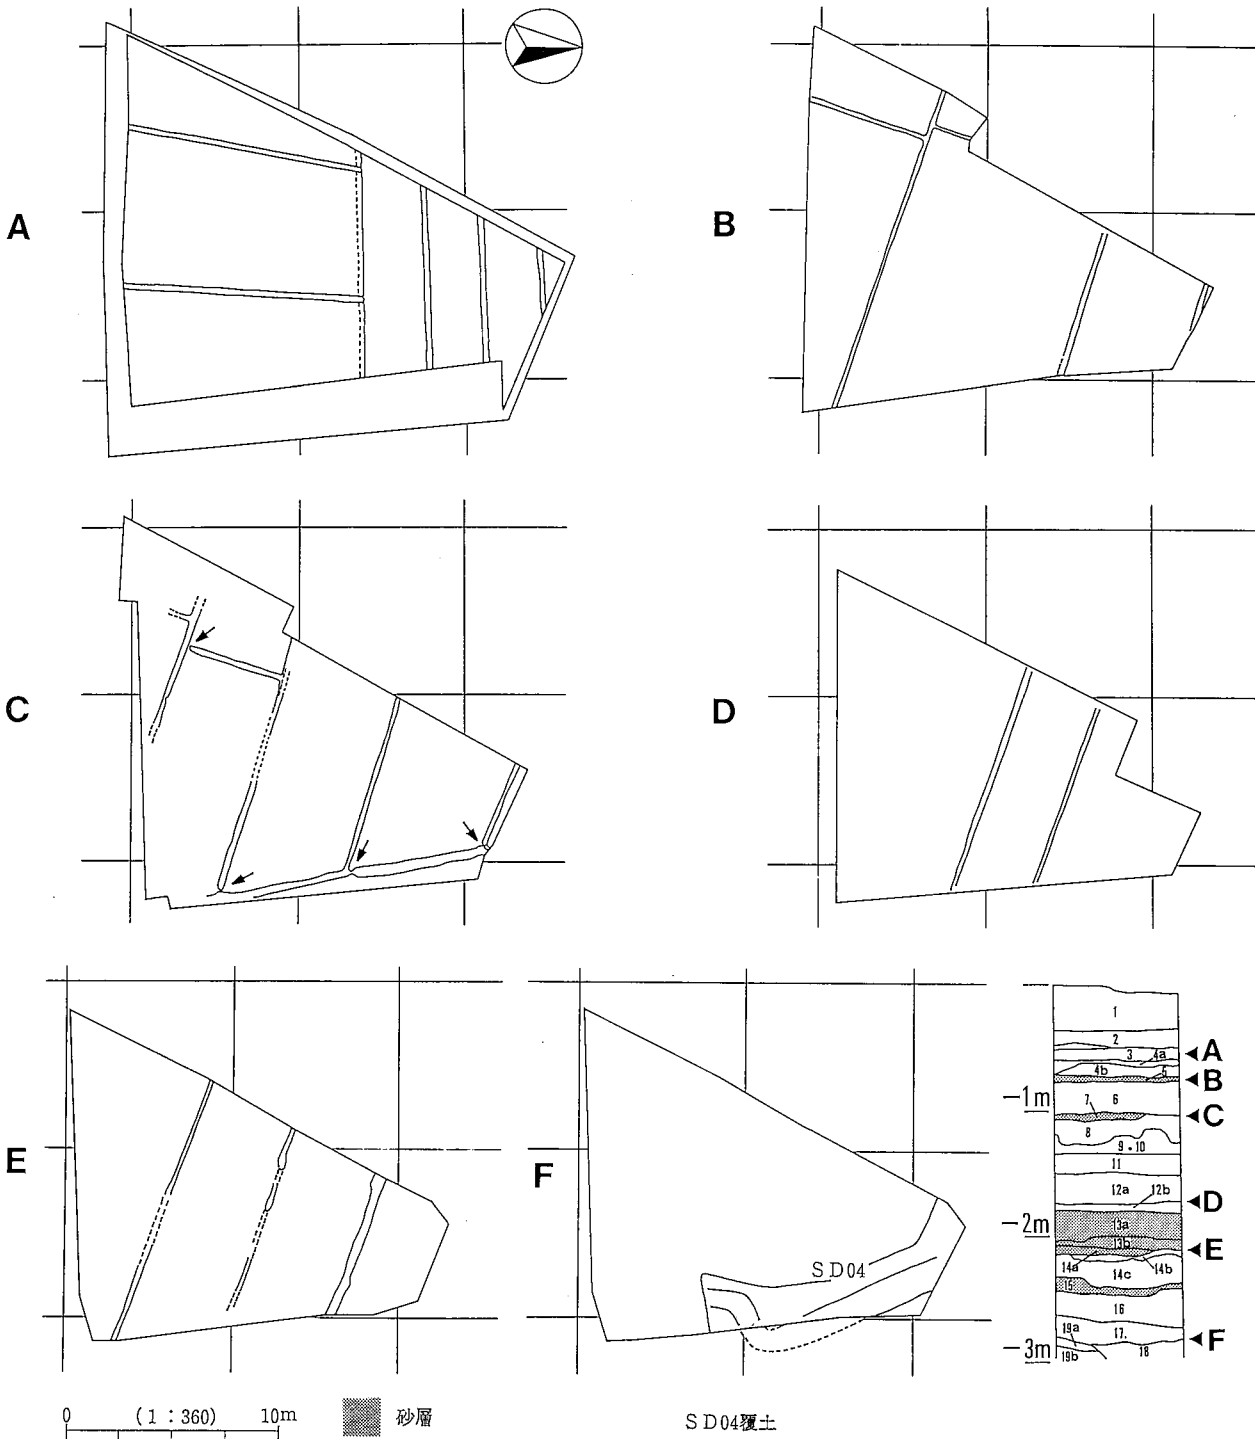 A
B
C
D
E
F
SD04
1
2
3
4a
4b
5
6
7
8
9・10
11
12a
12b
13a
13b
14a
14b
14c
15
16
17.
18
19a
19b
−1m
−2m
−3m
A
B
C
D
E
F
0 (1:360) 10m
砂層
SD04覆土